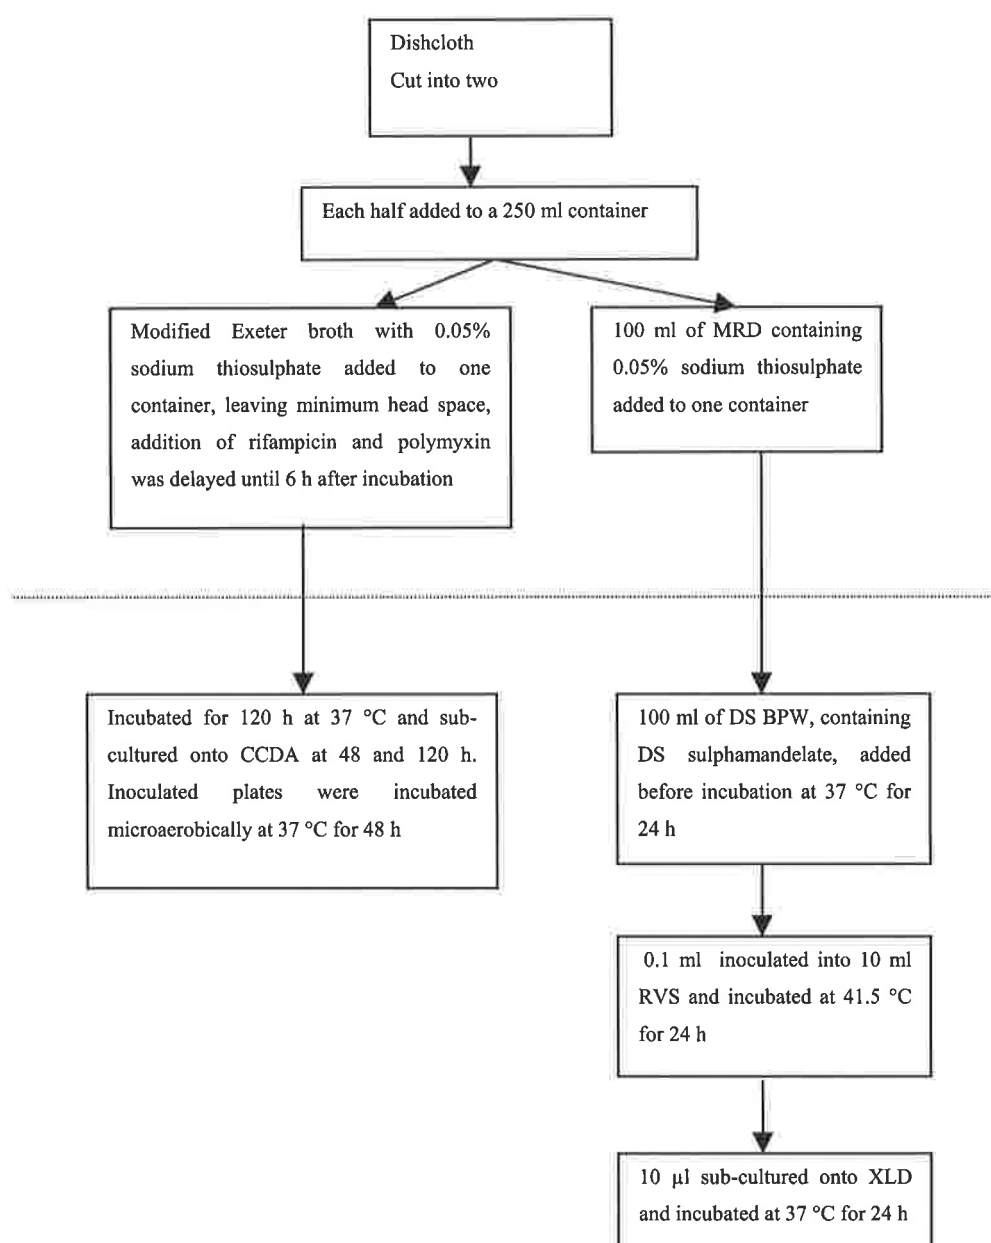 Dishcloth
Cut into two
Each half added to a 250 ml container
Modified Exeter broth with 0.05%
sodium thiosulphate added to one
container, leaving minimum head space,
addition of rifampicin and polymyxin
was delayed until 6 h after incubation
100 ml of MRD containing
0.05% sodium thiosulphate
added to one container
Incubated for 120 h at 37 °C and sub-
cultured onto CCDA at 48 and 120 h.
Inoculated plates were incubated
microaerobically at 37 °C for 48 h
100 ml of DS BPW, containing
DS sulphamandelate, added
before incubation at 37 °C for
24 h
0.1 ml inoculated into 10 ml
RVS and incubated at 41.5 °C
for 24 h
10 µl sub-cultured onto XLD
and incubated at 37 °C for 24 h